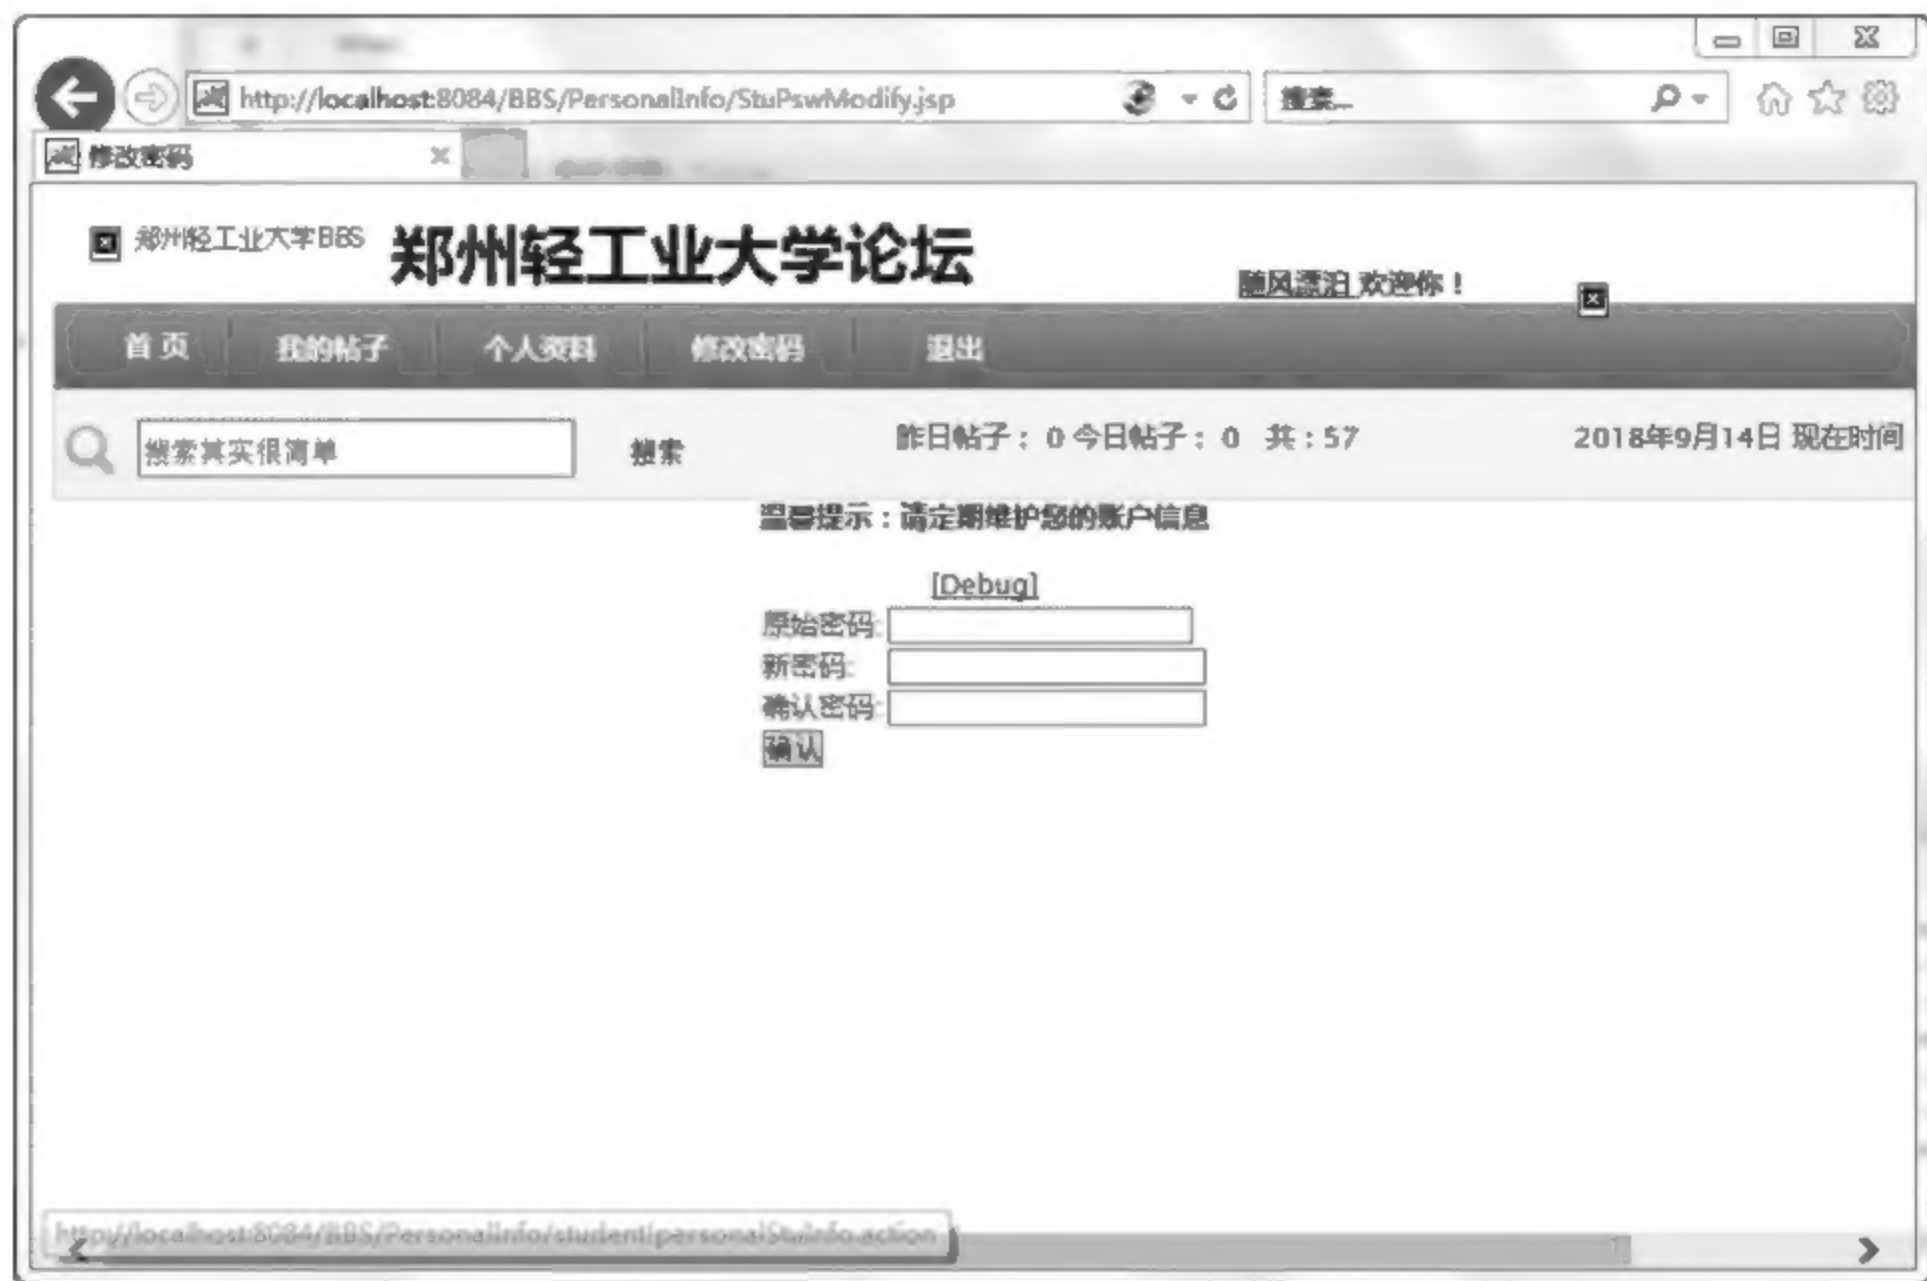 http://localhost:8084/BBS/PersonalInfo/StuPswModify.jsp
搜索...
修改密码
郑州轻工业大学BBS
郑州轻工业大学论坛
随风漂泊 欢迎你！
首 页 我的帖子 个人资料 修改密码 退出
搜索其实很简单 搜索 昨日帖子： 0 今日帖子： 0 共：57 2018年9月14日 现在时间
温馨提示：请定期维护您的账户信息
[Debug]
原始密码:
新密码:
确认密码:
确认
http://localhost:8084/BBS/PersonalInfo/student!personalStuInfo.action